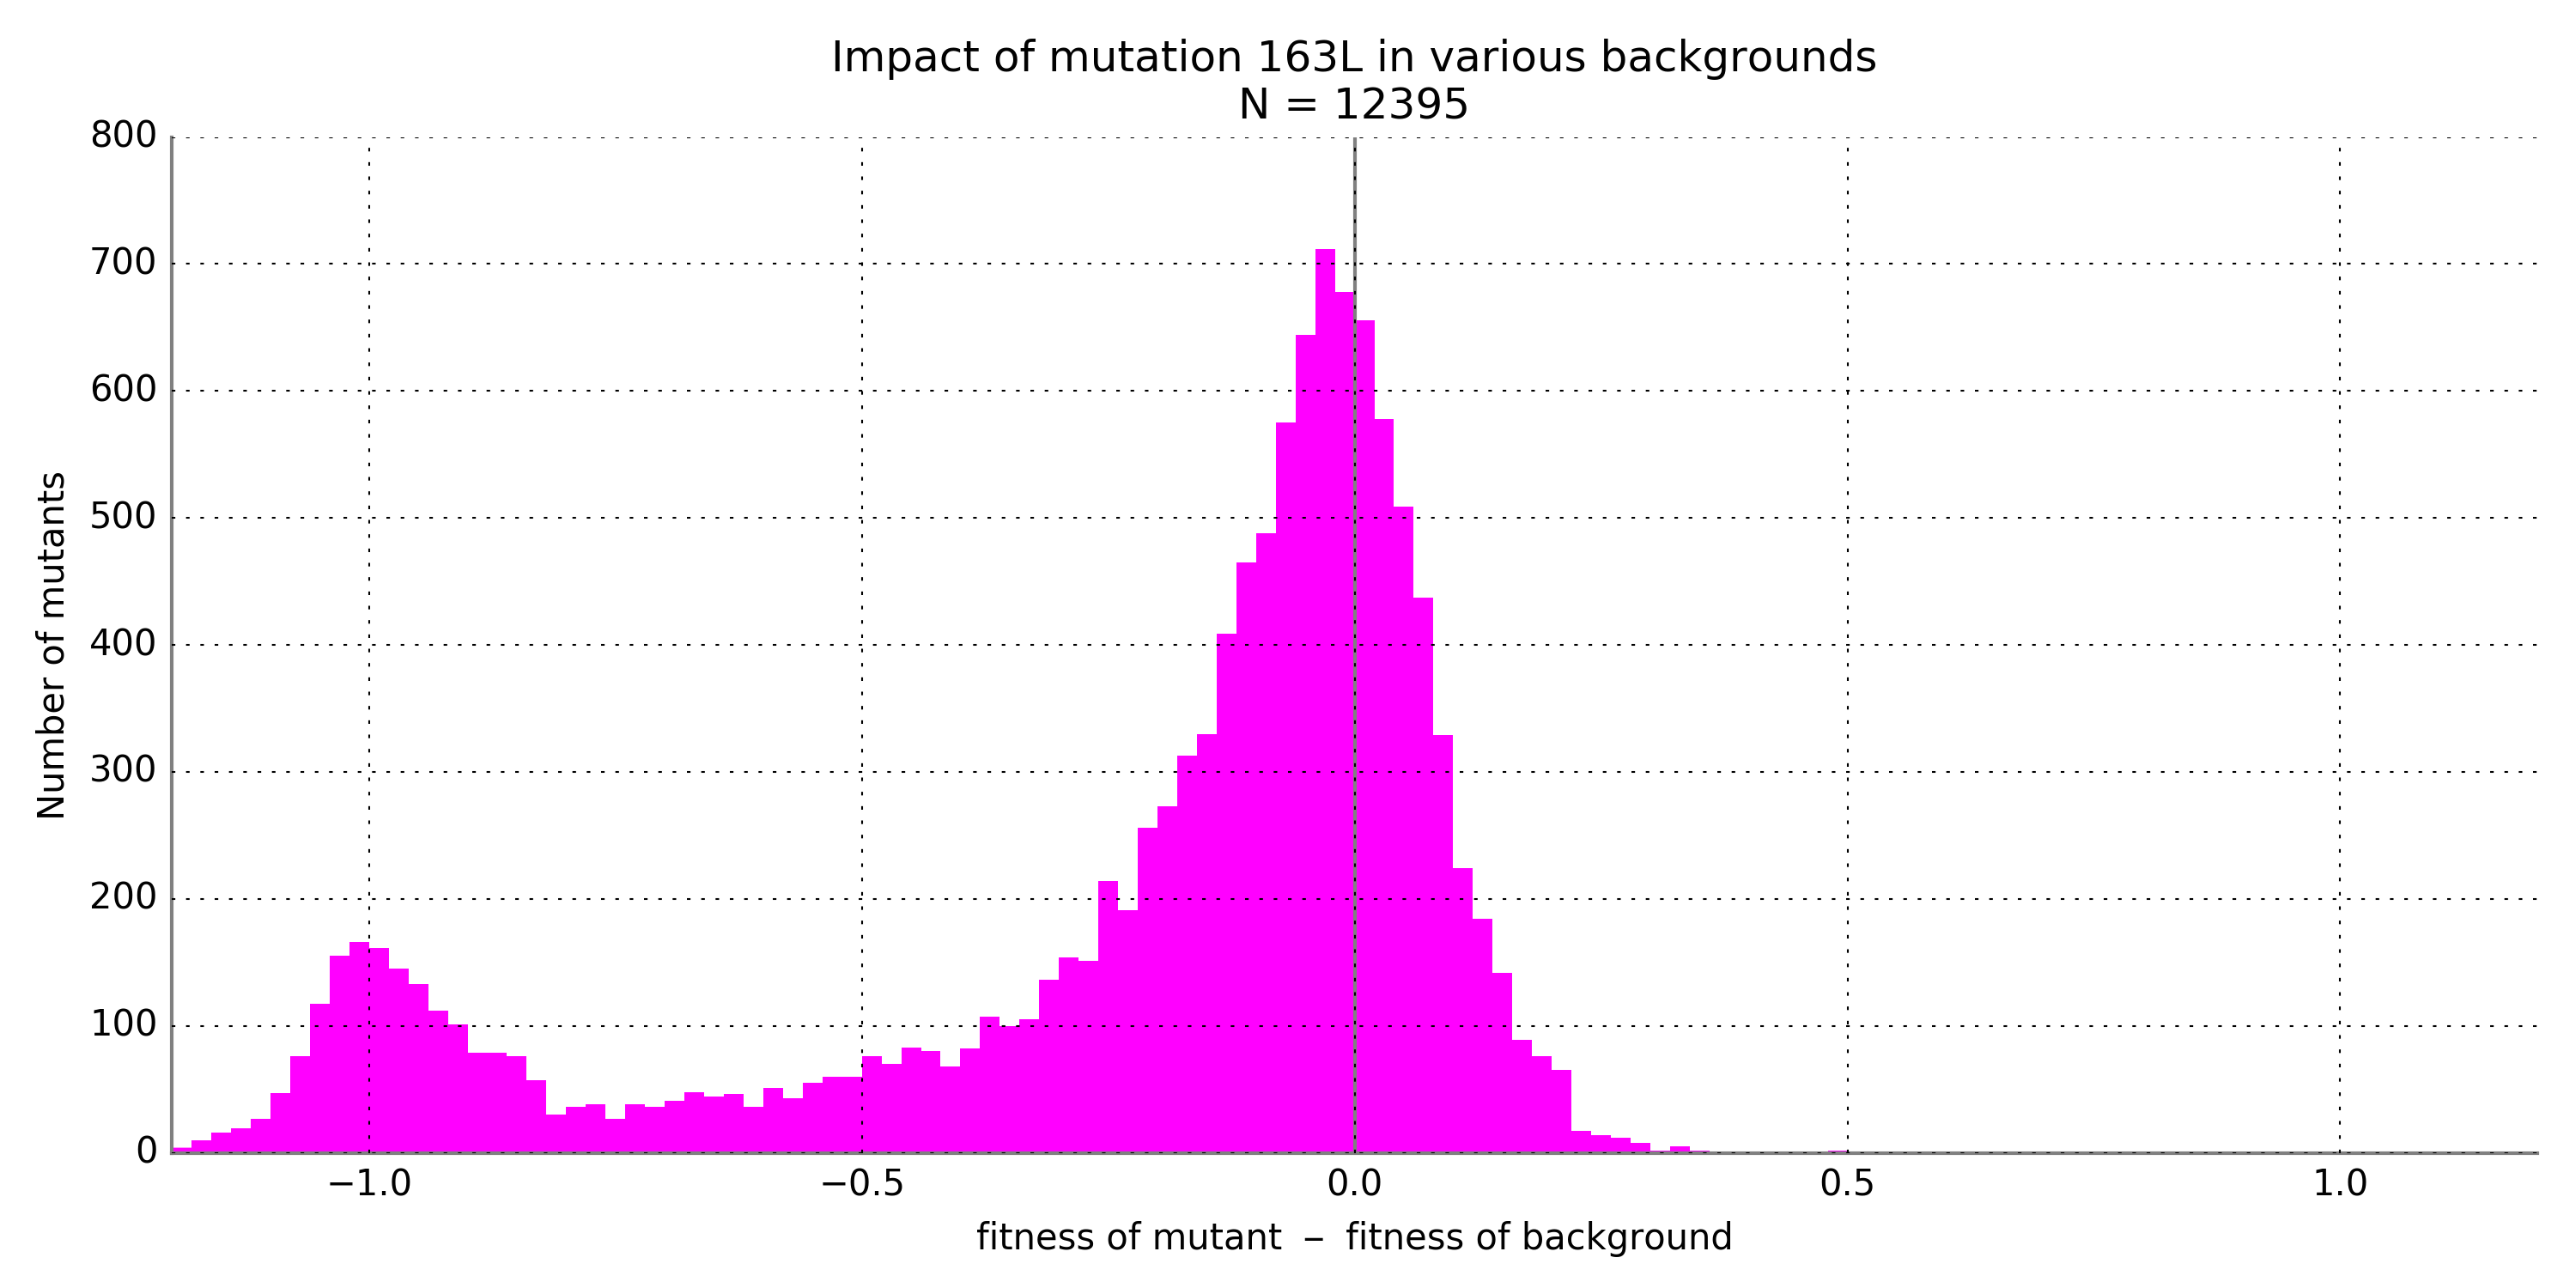 Impact of mutation 163L in various backgrounds
N = 12395
800
700
600
500
400
300
200
100
0
Number of mutants
−1.0 −0.5 0.0 0.5 1.0
fitness of mutant – fitness of background